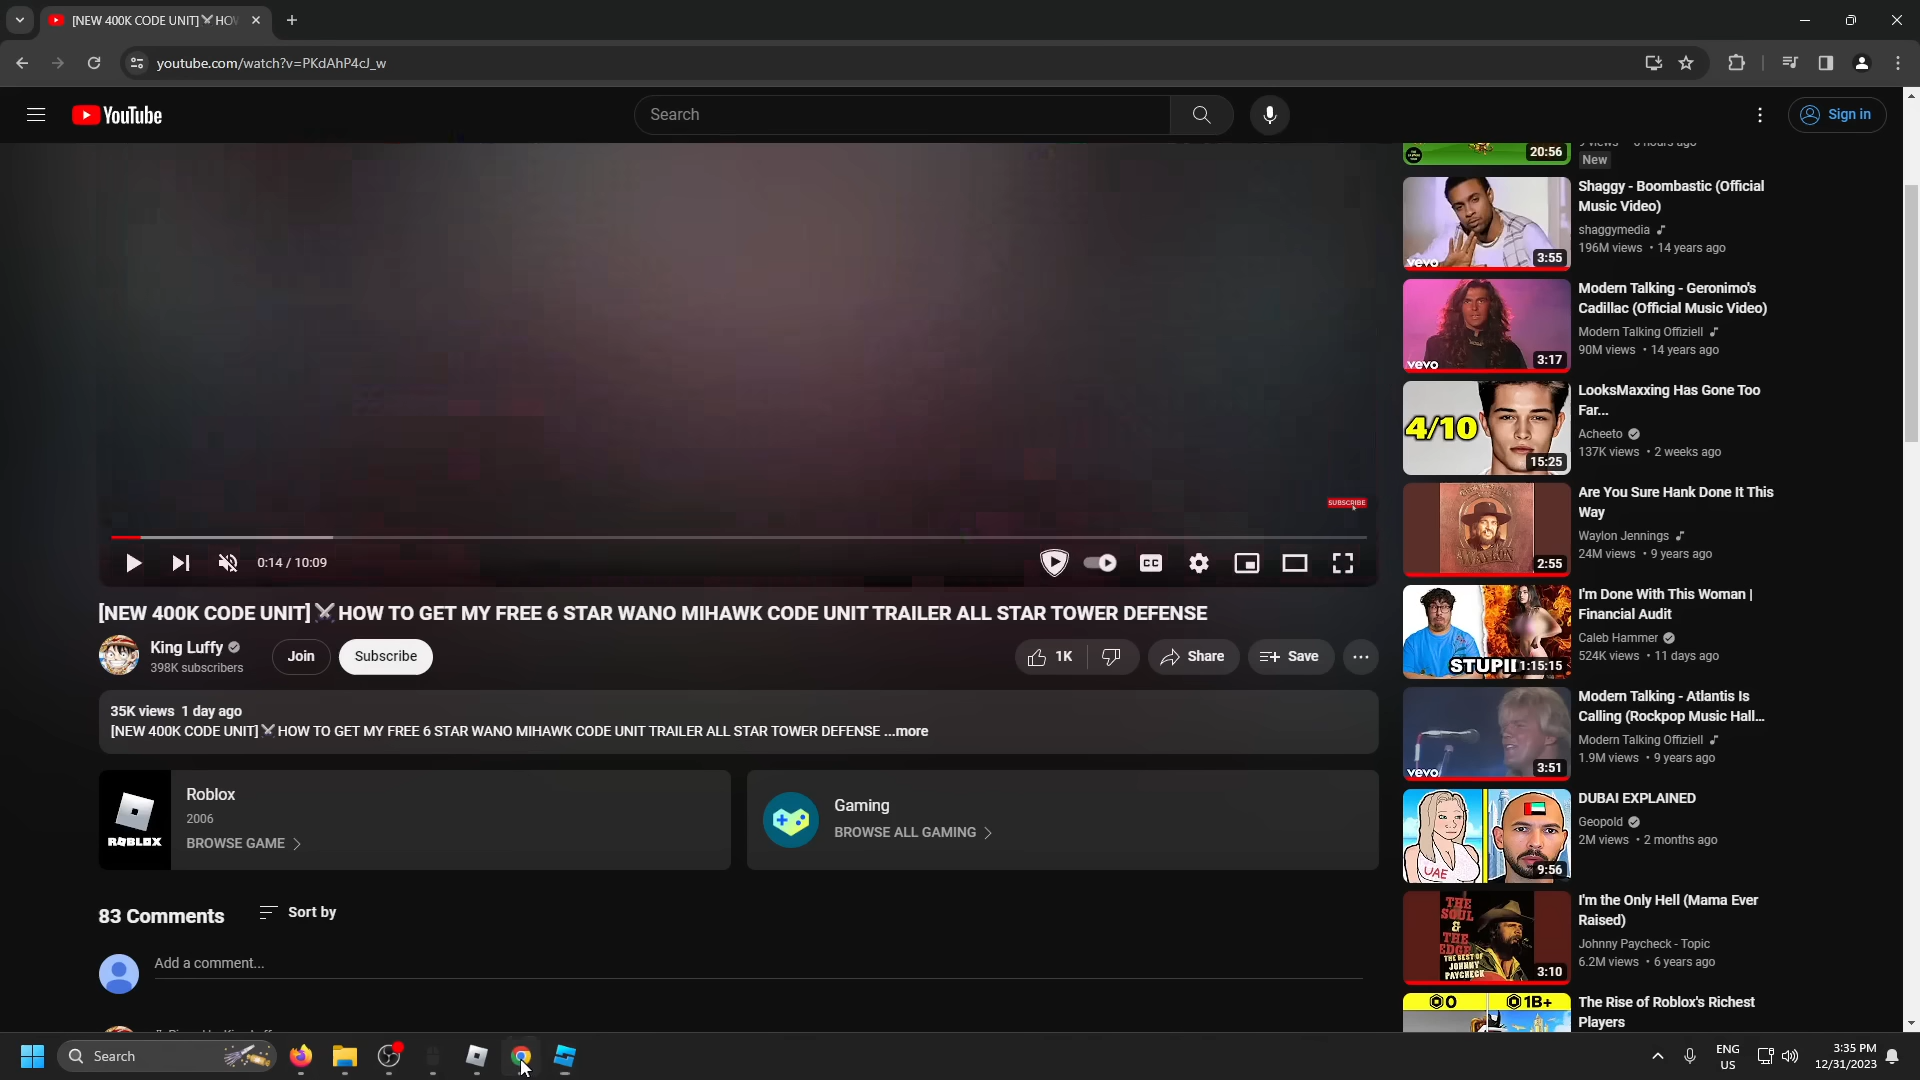 [NEW 400K CODE UNIT]⚔HOW
youtube.com/watch?v=PKdAhP4cJ_w
YouTube
Search
Sign in
SUBSCRIBE
0:14 / 10:09
CC
[NEW 400K CODE UNIT]⚔HOW TO GET MY FREE 6 STAR WANO MIHAWK CODE UNIT TRAILER ALL STAR TOWER DEFENSE
King Luffy
398K subscribers
Join
Subscribe
1K
Share
Save
35K views 1 day ago
[NEW 400K CODE UNIT]⚔HOW TO GET MY FREE 6 STAR WANO MIHAWK CODE UNIT TRAILER ALL STAR TOWER DEFENSE ...more
ROBLOX
Roblox
2006
BROWSE GAME
Gaming
BROWSE ALL GAMING
83 Comments
Sort by
Add a comment...
20:56
New
vevo
3:55
Shaggy - Boombastic (Official
Music Video)
shaggymedia
196M views • 14 years ago
vevo
3:17
Modern Talking - Geronimo's
Cadillac (Official Music Video)
Modern Talking Offiziell
90M views • 14 years ago
4/10
15:25
LooksMaxxing Has Gone Too
Far...
Acheeto
137K views • 2 weeks ago
2:55
Are You Sure Hank Done It This
Way
Waylon Jennings
24M views • 9 years ago
1:15:15
I'm Done With This Woman |
Financial Audit
Caleb Hammer
524K views • 11 days ago
vevo
3:51
Modern Talking - Atlantis Is
Calling (Rockpop Music Hall...
Modern Talking Offiziell
1.9M views • 9 years ago
UAE
9:56
DUBAI EXPLAINED
Geopold
2M views • 2 months ago
THE
SOUL
&
THE
EDGE
THE BEST OF
JOHNNY
PAYCHECK
3:10
I'm the Only Hell (Mama Ever
Raised)
Johnny Paycheck - Topic
6.2M views • 6 years ago
0
1B+
The Rise of Roblox's Richest
Players
Search
ENG
US
3:35 PM
12/31/2023